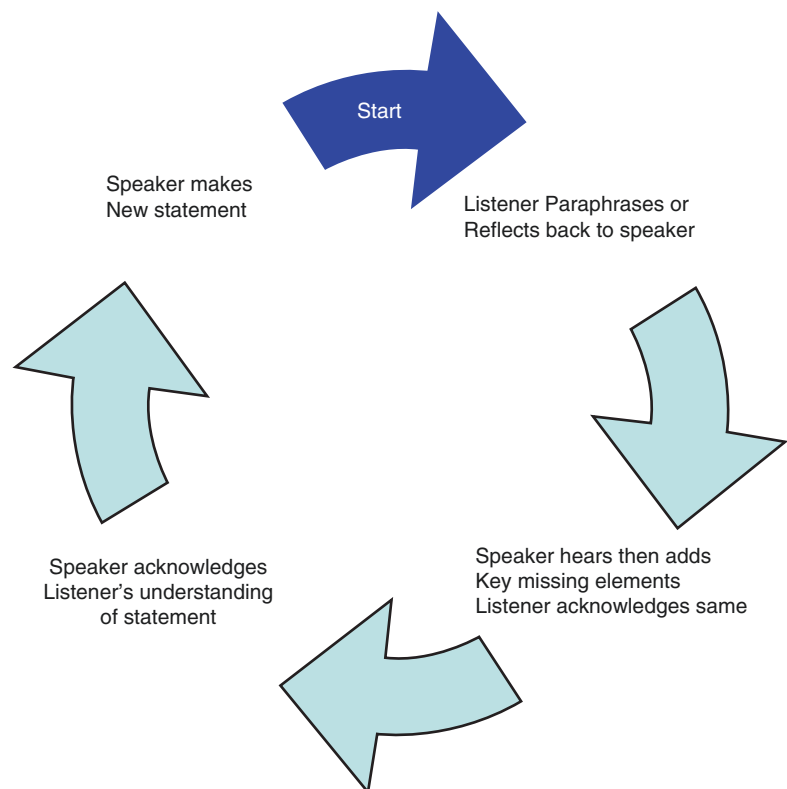 Start
Speaker makes
New statement
Listener Paraphrases or
Reflects back to speaker
Speaker hears then adds
Key missing elements
Listener acknowledges same
Speaker acknowledges
Listener's understanding
of statement